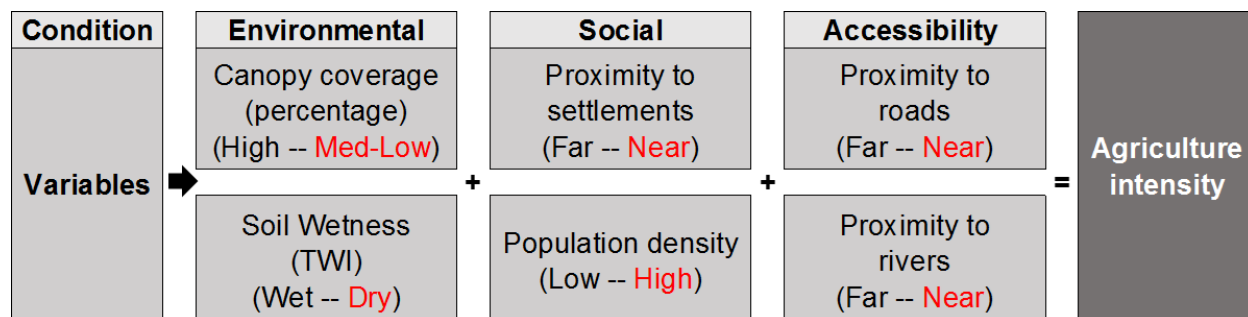 Condition
Variables
Environmental
Canopy coverage
(percentage)
(High -- Med-Low)
Soil Wetness
(TWI)
(Wet -- Dry)
+
Social
Proximity to
settlements
(Far -- Near)
Population density
(Low -- High)
+
Accessibility
Proximity to
roads
(Far -- Near)
Proximity to
rivers
(Far -- Near)
=
Agriculture
intensity